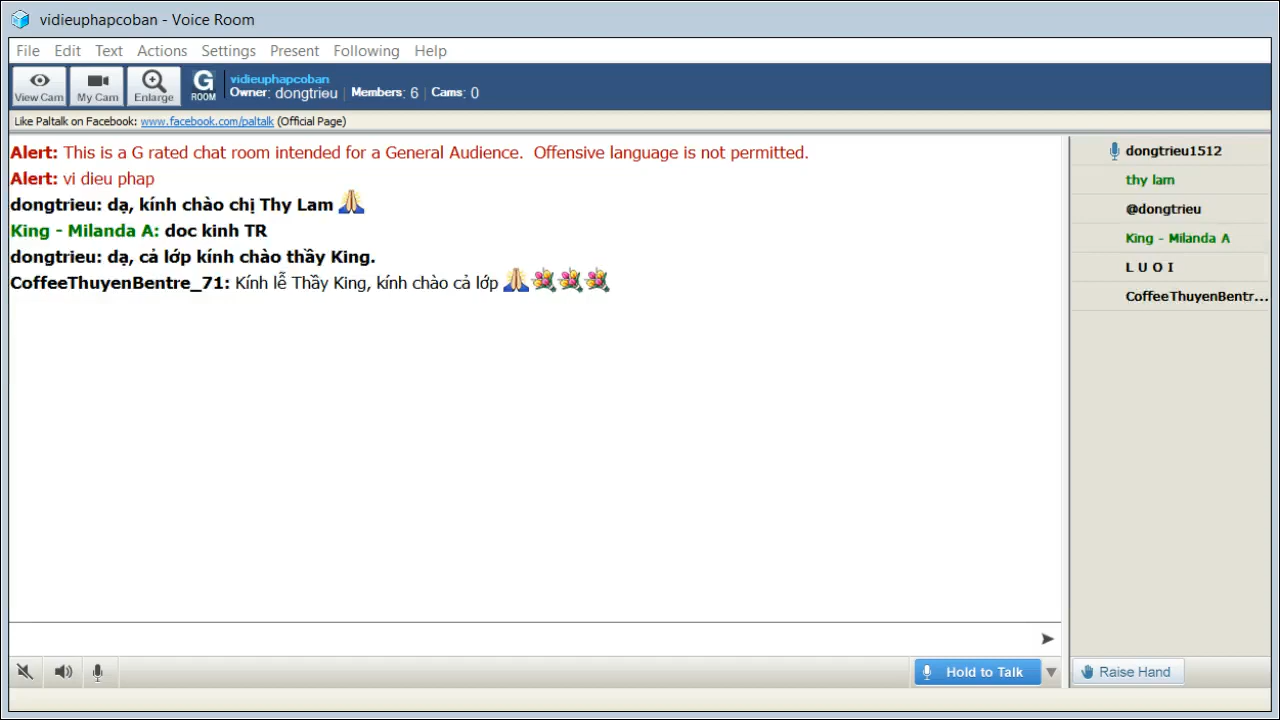 vidieuphapcoban - Voice Room
File Edit Text Actions Settings Present Following Help
View Cam My Cam Enlarge G ROOM vidieuphapcoban
Owner: dongtrieu | Members: 6 | Cams: 0
Like Paltalk on Facebook: www.facebook.com/paltalk (Official Page)
Alert: This is a G rated chat room intended for a General Audience. Offensive language is not permitted.
Alert: vi dieu phap
dongtrieu: dạ, kính chào chị Thy Lam
King - Milanda A: doc kinh TR
dongtrieu: dạ, cả lớp kính chào thầy King.
CoffeeThuyenBentre_71: Kính lễ Thầy King, kính chào cả lớp
dongtrieu1512
thy lam
@dongtrieu
King - Milanda A
L U O I
CoffeeThuyenBentr...
Hold to Talk
Raise Hand